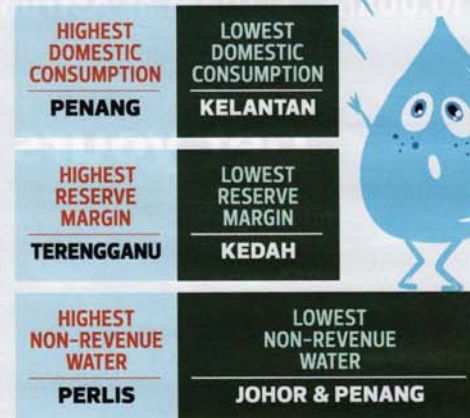 HIGHEST
DOMESTIC
CONSUMPTION
PENANG
LOWEST
DOMESTIC
CONSUMPTION
KELANTAN
HIGHEST
RESERVE
MARGIN
TERENGGANU
LOWEST
RESERVE
MARGIN
KEDAH
HIGHEST
NON-REVENUE
WATER
PERLIS
LOWEST
NON-REVENUE
WATER
JOHOR & PENANG